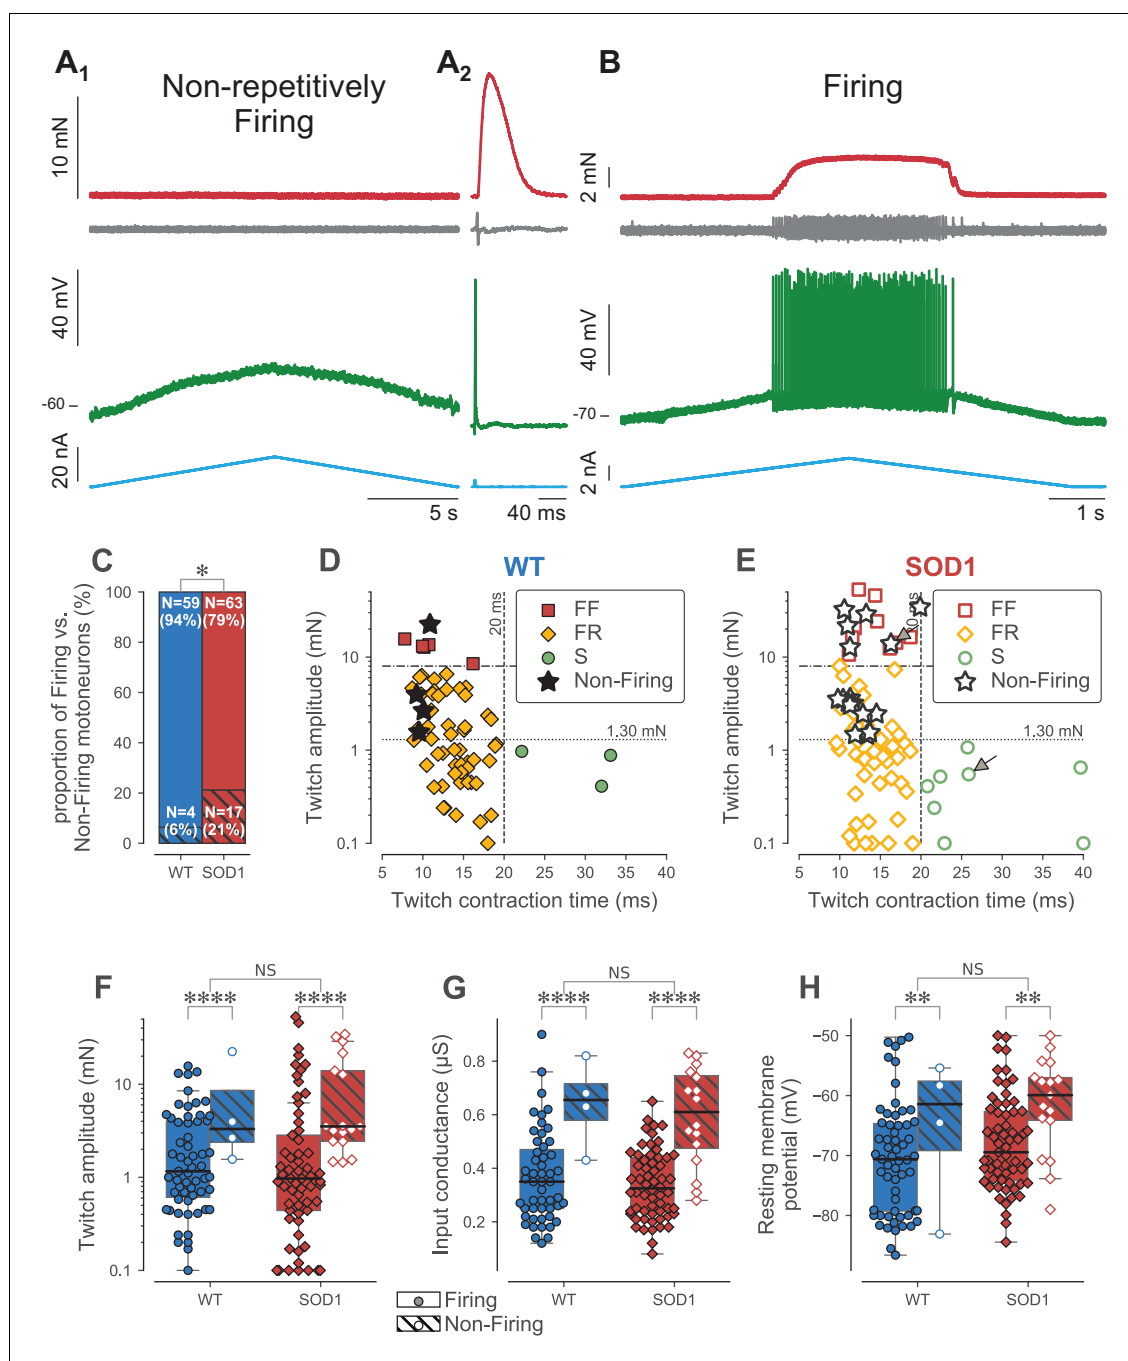 A1
Non-repetitively
Firing
A2
B
Firing
10 mN
2 mN
40 mV
40 mV
-60
-70
20 nA
2 nA
5 s
40 ms
1 s
C
*
proportion of Firing vs.
Non-Firing motoneurons (%)
100
80
60
40
20
0
N=59
(94%)
N=63
(79%)
N=4
(6%)
N=17
(21%)
WT
SOD1
D
WT
20 ms
FF
FR
S
Non-Firing
1.30 mN
Twitch amplitude (mN)
10
1
0.1
5
10
15
20
25
30
35
40
Twitch contraction time (ms)
E
SOD1
FF
FR
S
Non-Firing
1.30 mN
Twitch amplitude (mN)
10
1
0.1
5
10
15
20
25
30
35
40
Twitch contraction time (ms)
F
NS
****
****
Twitch amplitude (mN)
10
1
0.1
WT
SOD1
G
NS
****
****
Input conductance (µS)
0.8
0.6
0.4
0.2
WT
SOD1
H
NS
**
**
Resting membrane
potential (mV)
−50
−60
−70
−80
WT
SOD1
Firing
Non-Firing